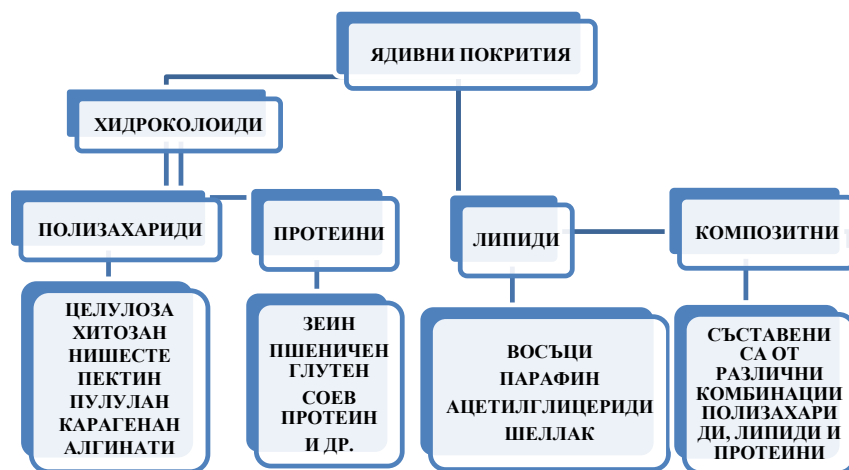 ЯДИВНИ ПОКРИТИЯ
ХИДРОКОЛОИДИ
ПОЛИЗАХАРИДИ
ПРОТЕИНИ
ЛИПИДИ
КОМПОЗИТНИ
ЦЕЛУЛОЗА
ХИТОЗАН
НИШЕСТЕ
ПЕКТИН
ПУЛУЛАН
КАРАГЕНАН
АЛГИНАТИ
ЗЕИН
ПШЕНИЧЕН
ГЛУТЕН
СОЕВ
ПРОТЕИН
И ДР.
ВОСЪЦИ
ПАРАФИН
АЦЕТИЛГЛИЦЕРИДИ
ШЕЛЛАК
СЪСТАВЕНИ
СА ОТ
РАЗЛИЧНИ
КОМБИНАЦИИ
ПОЛИЗАХАРИ
ДИ, ЛИПИДИ И
ПРОТЕИНИ